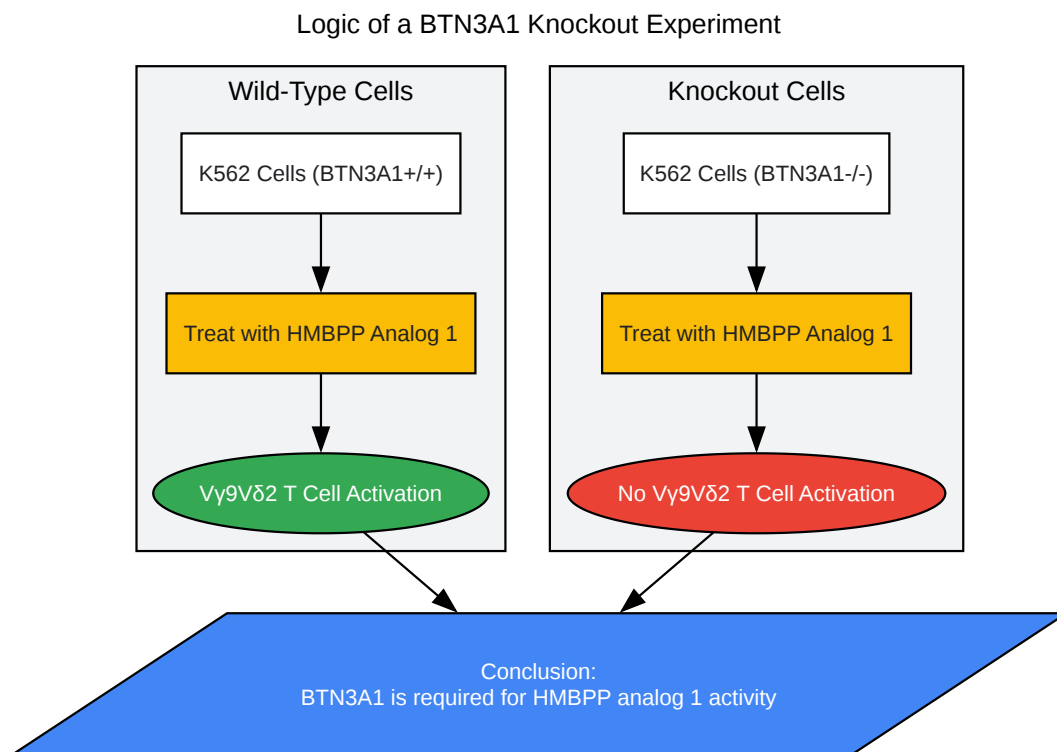 Logic of a BTN3A1 Knockout Experiment
Wild-Type Cells
K562 Cells (BTN3A1+/+)
Treat with HMBPP Analog 1
Vγ9Vδ2 T Cell Activation
Knockout Cells
K562 Cells (BTN3A1-/-)
Treat with HMBPP Analog 1
No Vγ9Vδ2 T Cell Activation
Conclusion:
BTN3A1 is required for HMBPP analog 1 activity